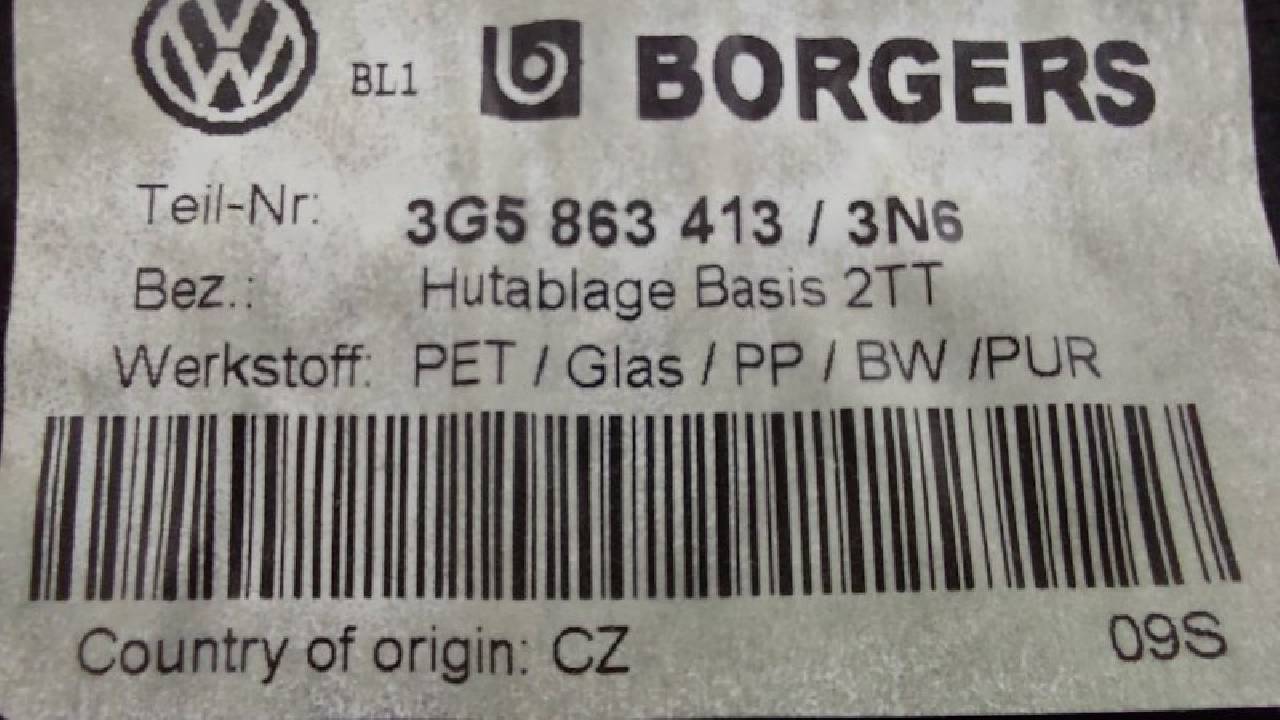 BL1 BORGERS
Teil-Nr: 3G5 863 413 / 3N6
Bez.: Hutablage Basis 2TT
Werkstoff: PET / Glas / PP / BW /PUR
Country of origin: CZ 09S